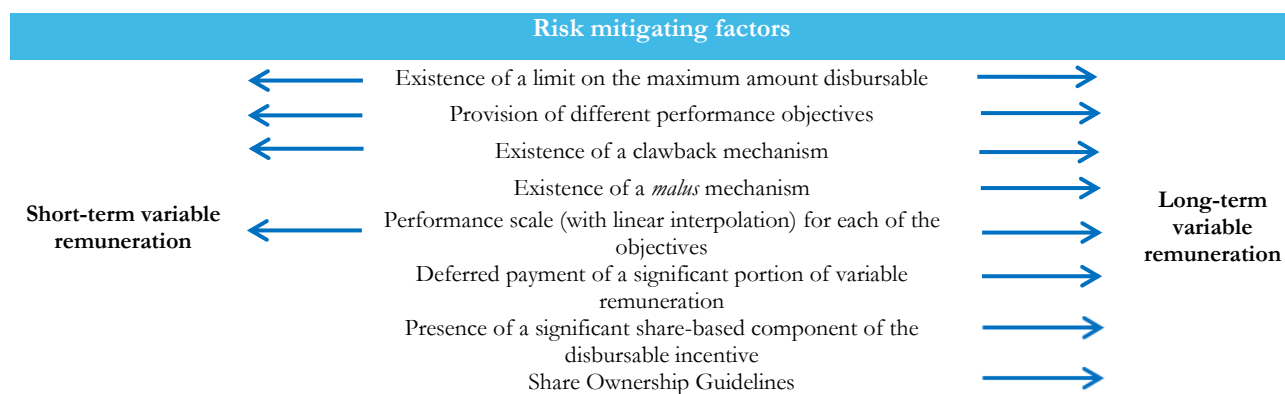 Risk mitigating factors
Existence of a limit on the maximum amount disbursable
Provision of different performance objectives
Existence of a clawback mechanism
Existence of a malus mechanism
Short-term variable
remuneration
Performance scale (with linear interpolation) for each of the
objectives
Long-term
variable
remuneration
Deferred payment of a significant portion of variable
remuneration
Presence of a significant share-based component of the
disbursable incentive
Share Ownership Guidelines